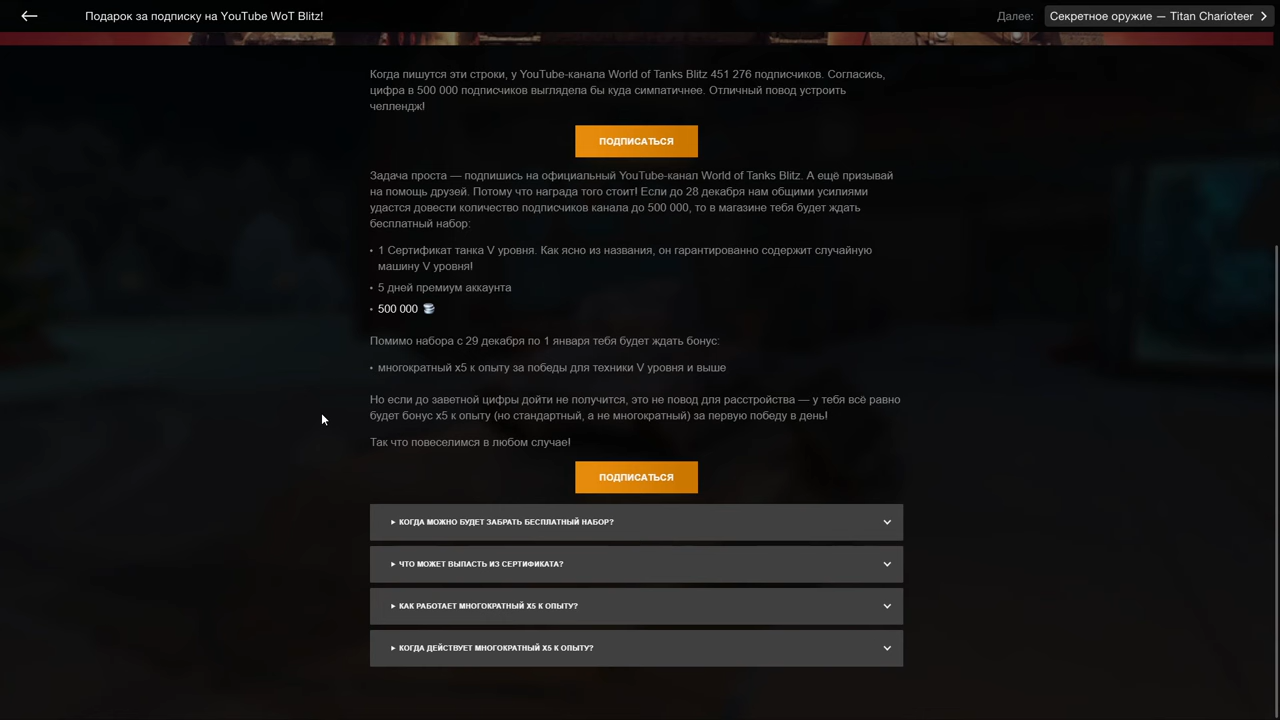 Подарок за подписку на YouTube WoT Blitz!
Далее:
Секретное оружие — Titan Charioteer
Когда пишутся эти строки, у YouTube-канала World of Tanks Blitz 451 276 подписчиков. Согласись,
цифра в 500 000 подписчиков выглядела бы куда симпатичнее. Отличный повод устроить
челлендж!
ПОДПИСАТЬСЯ
Задача проста — подпишись на официальный YouTube-канал World of Tanks Blitz. А ещё призывай
на помощь друзей. Потому что награда того стоит! Если до 28 декабря нам общими усилиями
удастся довести количество подписчиков канала до 500 000, то в магазине тебя будет ждать
бесплатный набор:
• 1 Сертификат танка V уровня. Как ясно из названия, он гарантированно содержит случайную
машину V уровня!
• 5 дней премиум аккаунта
• 500 000
Помимо набора с 29 декабря по 1 января тебя будет ждать бонус:
• многократный x5 к опыту за победы для техники V уровня и выше
Но если до заветной цифры дойти не получится, это не повод для расстройства — у тебя всё равно
будет бонус x5 к опыту (но стандартный, а не многократный) за первую победу в день!
Так что повеселимся в любом случае!
ПОДПИСАТЬСЯ
КОГДА МОЖНО БУДЕТ ЗАБРАТЬ БЕСПЛАТНЫЙ НАБОР?
ЧТО МОЖЕТ ВЫПАСТЬ ИЗ СЕРТИФИКАТА?
КАК РАБОТАЕТ МНОГОКРАТНЫЙ X5 К ОПЫТУ?
КОГДА ДЕЙСТВУЕТ МНОГОКРАТНЫЙ X5 К ОПЫТУ?